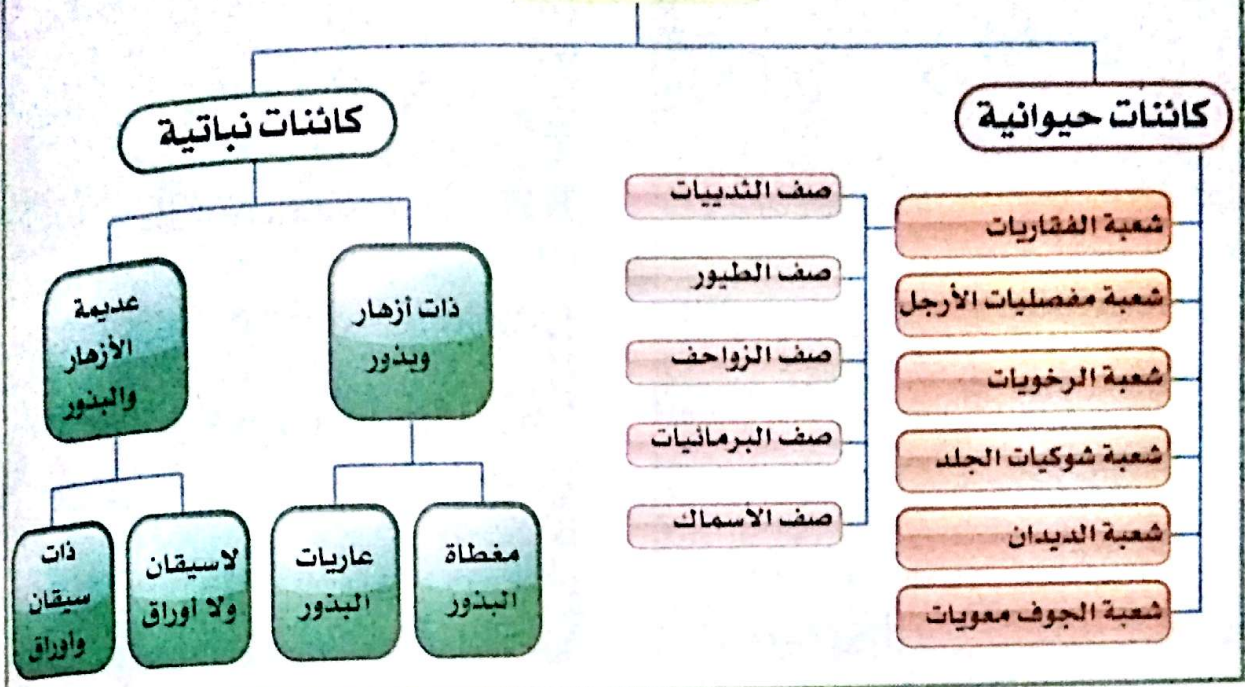 كائنات حيوانية
شعبة الفقاريات
شعبة مفصليات الأرجل
شعبة الرخويات
شعبة شوكيات الجلد
شعبة الديدان
شعبة الجوف معويات
صف الثدييات
صف الطيور
صف الزواحف
صف البرمائيات
صف الأسماك
كائنات نباتية
ذات أزهار
وبذور
مغطاة
البذور
عاريات
البذور
عديمة
الأزهار
والبذور
لاسيقان
ولا أوراق
ذات
سيقان
وأوراق